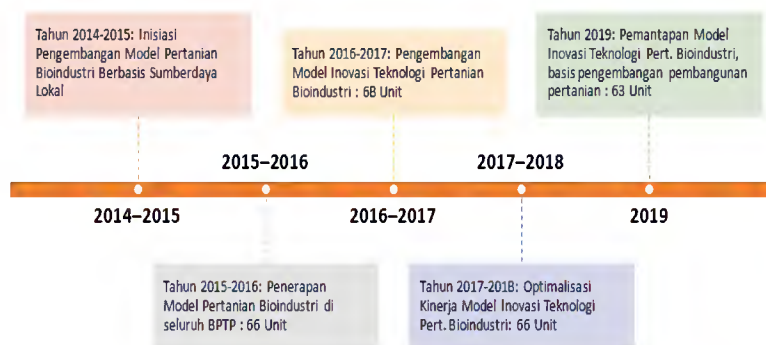 Tahun 2014-2015: Inisiasi
Pengembangan Model Pertanian
Bioindustri Berbasis Sumberdaya
Lokal
Tahun 2016-2017: Pengembangan
Model Inovasi Teknologi Pertanian
Bioindustri : 68 Unit
Tahun 2019: Pemantapan Model
Inovasi Teknologi Pert. Bioindustri,
basis pengembangan pembangunan
pertanian : 63 Unit
2015–2016
2017–2018
2014–2015
2016–2017
2019
Tahun 2015-2016: Penerapan
Model Pertanian Bioindustri di
seluruh BPTP : 66 Unit
Tahun 2017-2018: Optimalisasi
Kinerja Model Inovasi Teknologi
Pert. Bioindustri: 66 Unit